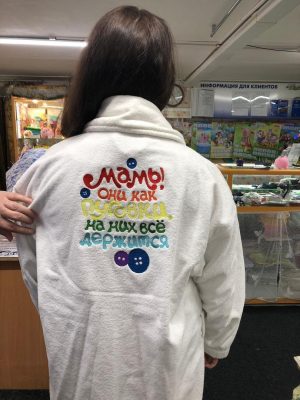 ИНФОРМАЦИЯ ДЛЯ КЛИЕНТОВ
Мамы!
они как
пуговки,
на них всё
держится